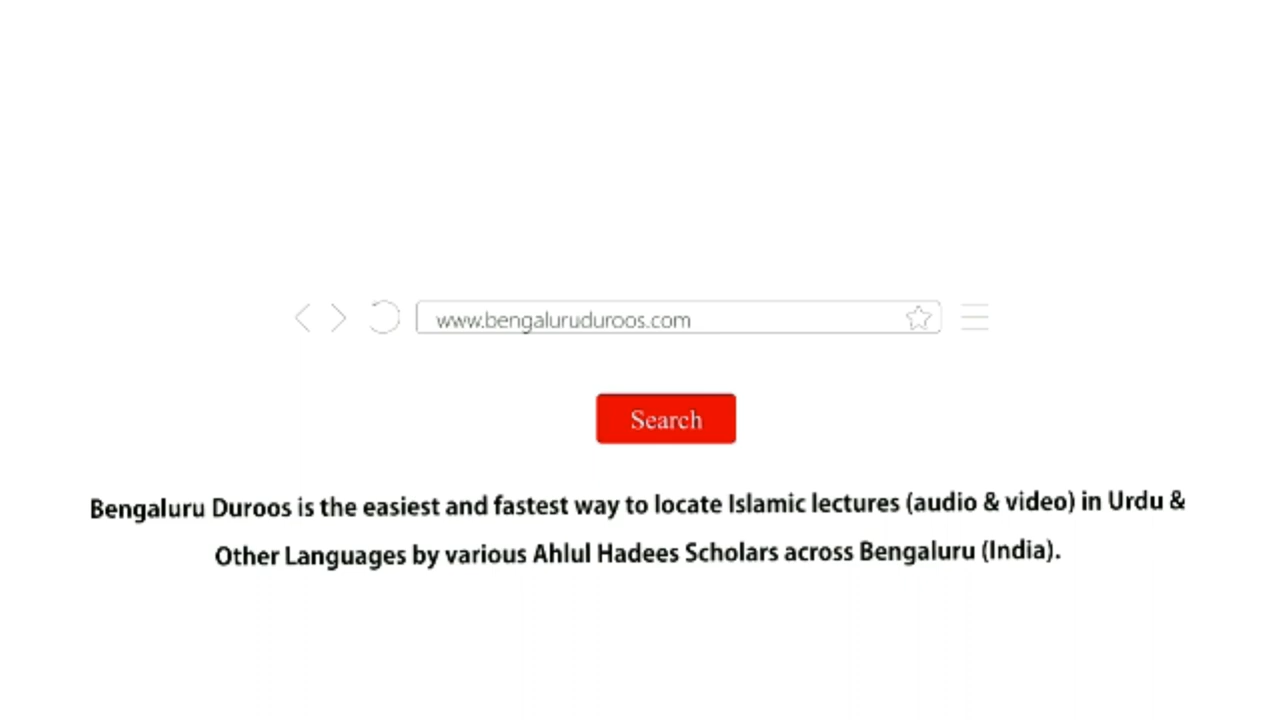 www.bengaluruduroos.com
Search
Bengaluru Duroos is the easiest and fastest way to locate Islamic lectures (audio & video) in Urdu &
Other Languages by various Ahlul Hadees Scholars across Bengaluru (India).